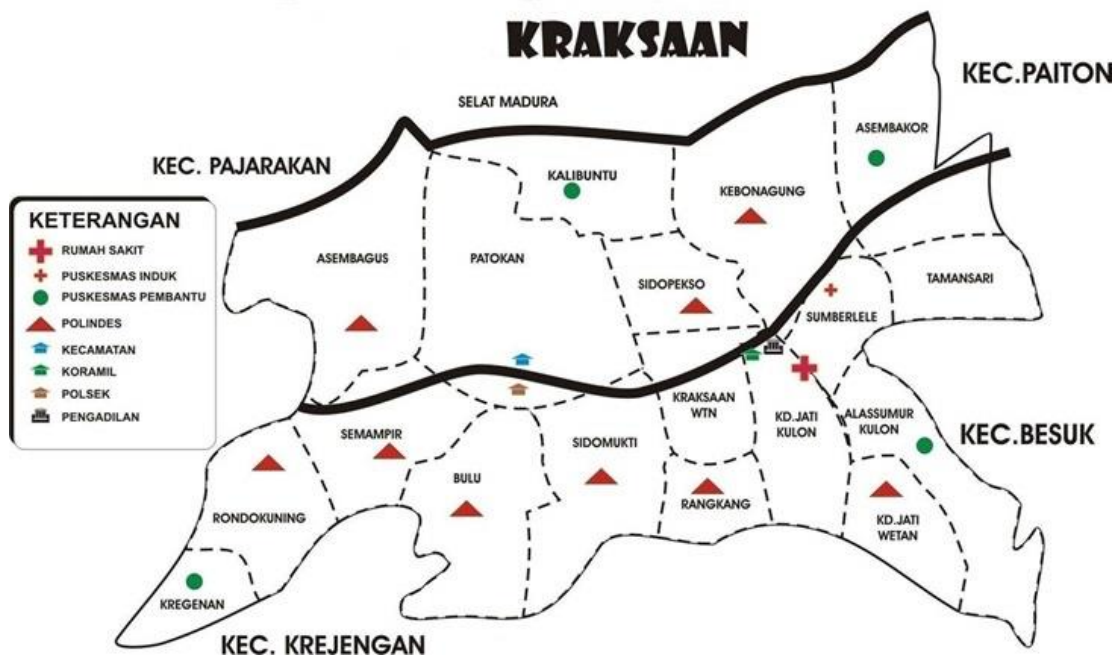 KRAKSAAN
KEC.PAITON
SELAT MADURA
ASEMBAKOR
KEC. PAJARAKAN
KALIBUNTU
KEBONAGUNG
KETERANGAN
RUMAH SAKIT
PUSKESMAS INDUK
PUSKESMAS PEMBANTU
POLINDES
KECAMATAN
KORAMIL
POLSEK
PENGADILAN
ASEMBAGUS
PATOKAN
SIDOPEKSO
TAMANSARI
SUMBERLELE
KRAKSAAN
WTN
KD.JATI
KULON
ALASSUMUR
KULON
KEC.BESUK
SEMAMPIR
SIDOMUKTI
BULU
RANGKANG
RONDOKUNING
KD.JATI
WETAN
KREGENAN
KEC. KREJENGAN